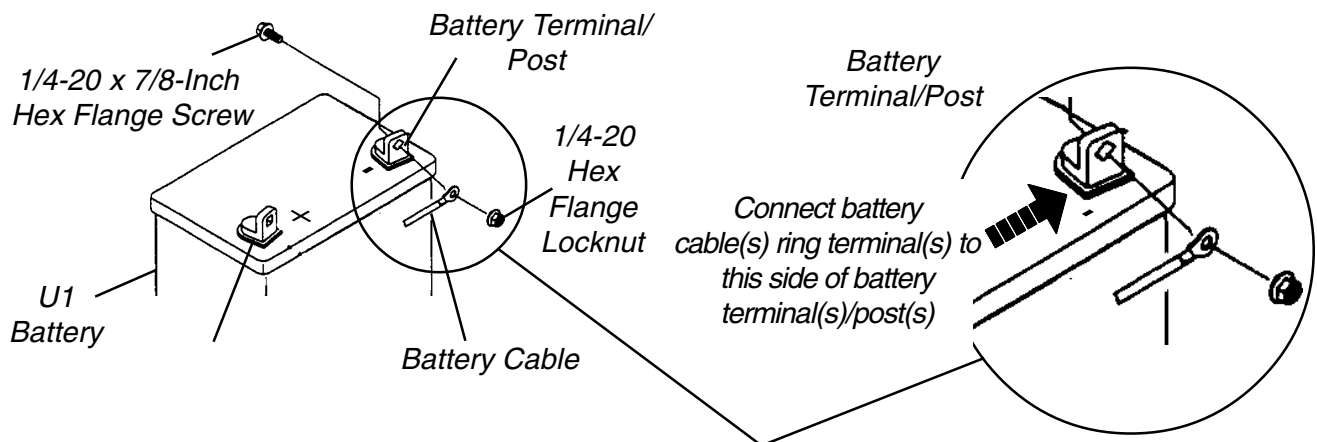 Battery Terminal/
Post
1/4-20 x 7/8-Inch
Hex Flange Screw
1/4-20
Hex
Flange
Locknut
U1
Battery
Battery Cable
-
+
Battery
Terminal/Post
Connect battery
cable(s) ring terminal(s) to
this side of battery
terminal(s)/post(s)
-